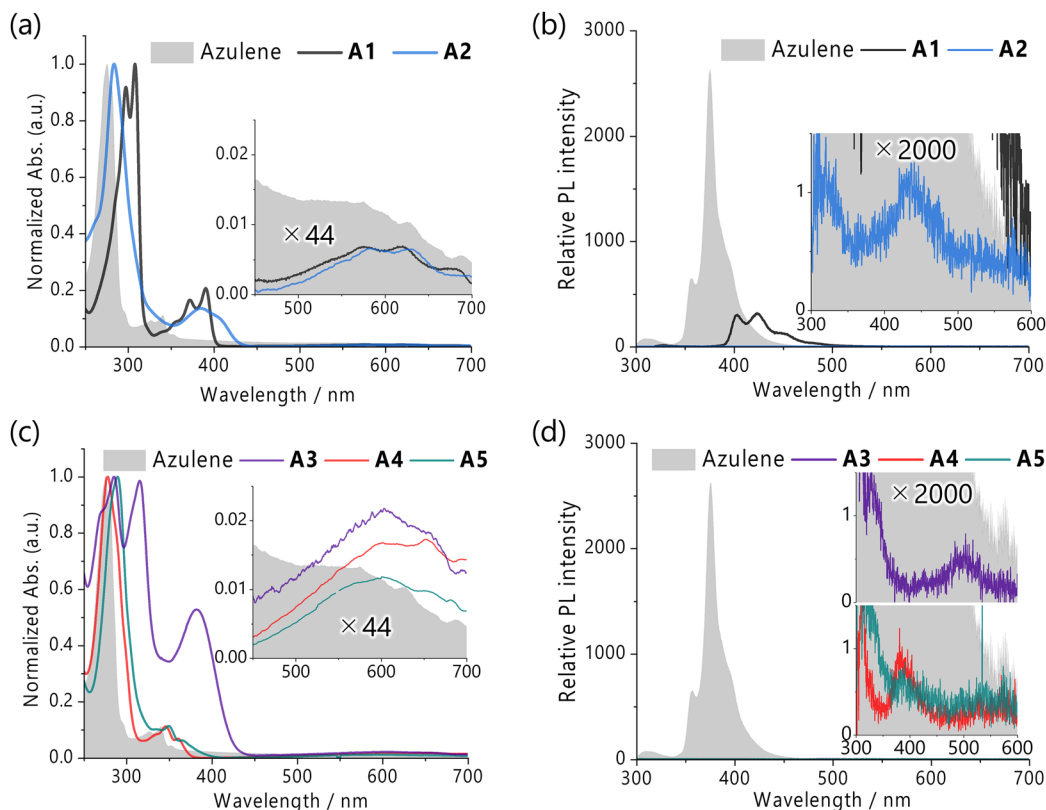 (a)
Azulene A1 A2
1.0
0.8
0.6
0.4
0.2
0.0
Normalized Abs. (a.u.)
300 400 500 600 700
Wavelength / nm
0.02
0.01
0.00
× 44
500 600 700
(b)
3000
2000
1000
0
Relative PL intensity
Azulene A1 A2
300 400 500 600 700
Wavelength / nm
× 2000
1
0
300 400 500 600
(c)
Azulene A3 A4 A5
1.0
0.8
0.6
0.4
0.2
0.0
Normalized Abs. (a.u.)
300 400 500 600 700
Wavelength / nm
0.02
0.01
0.00
× 44
500 600 700
(d)
3000
2000
1000
0
Relative PL intensity
Azulene A3 A4 A5
300 400 500 600 700
Wavelength / nm
× 2000
1
0
1
0
300 400 500 600